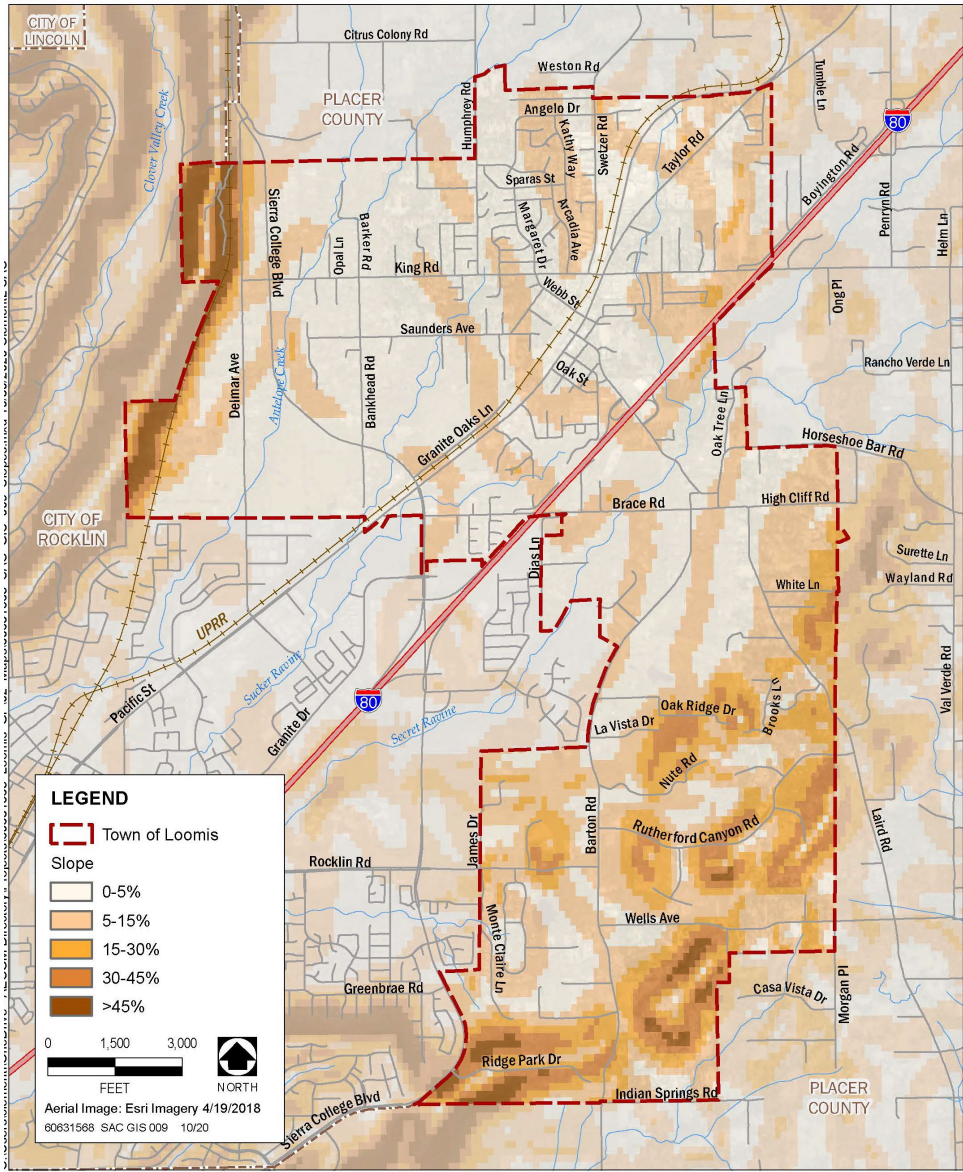 CITY OF
LINCOLN
Citrus Colony Rd
Weston Rd
Tumble Ln
80
PLACER
COUNTY
Humphrey Rd
Angelo Dr
Kathy Way
Swetzer Rd
Taylor Rd
Boyington Rd
Clover Valley Creek
Sparas St
Margaret Dr
Arcadia Ave
Penryn Rd
Helm Ln
Sierra College Blvd
Opal Ln
Barker Rd
King Rd
Webb St
Ong Pl
Saunders Ave
Rancho Verde Ln
Delmar Ave
Antelope Creek
Bankhead Rd
Oak St
Oak Tree Ln
Granite Oaks Ln
Horseshoe Bar Rd
CITY OF
ROCKLIN
Brace Rd
High Cliff Rd
Dias Ln
Surette Ln
Wayland Rd
White Ln
UPRR
Pacific St
Sucker Ravine
80
Granite Dr
Secret Ravine
La Vista Dr
Oak Ridge Dr
Brooks Ln
Val Verde Rd
Nute Rd
James Dr
Barton Rd
Rutherford Canyon Rd
Laird Rd
Rocklin Rd
Monte Claire Ln
Wells Ave
Greenbrae Rd
Casa Vista Dr
Morgan Pl
Ridge Park Dr
Indian Springs Rd
PLACER
COUNTY
Sierra College Blvd
LEGEND
Town of Loomis
Slope
0-5%
5-15%
15-30%
30-45%
>45%
0 1,500 3,000
FEET
NORTH
Aerial Image: Esri Imagery 4/19/2018
60631568 SAC GIS 009 10/20